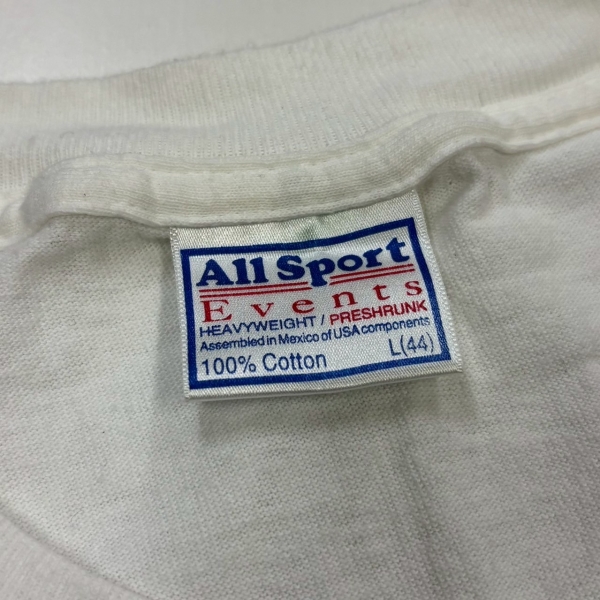 All Sport
Events
HEAVYWEIGHT / PRESHRUNK
Assembled in Mexico of USA components
100% Cotton L(44)